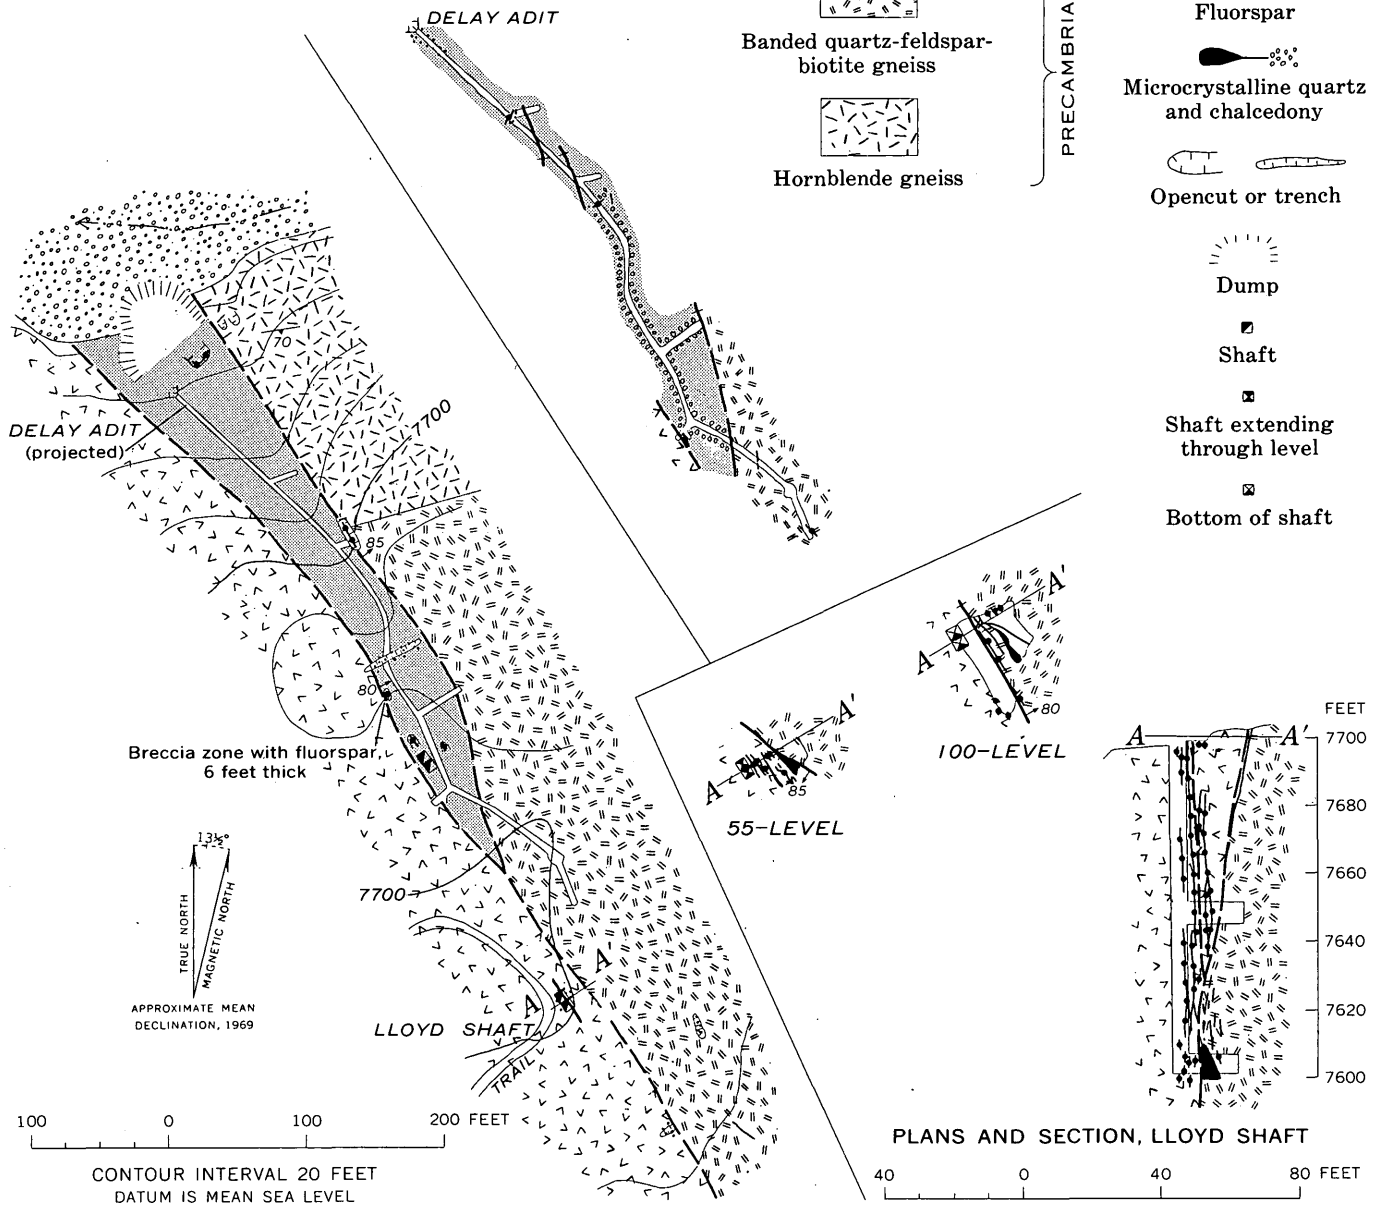 DELAY ADIT
Banded quartz-feldspar-
biotite gneiss
Hornblende gneiss
PRECAMBRIA
Fluorspar
Microcrystalline quartz
and chalcedony
Opencut or trench
Dump
Shaft
Shaft extending
through level
Bottom of shaft
70
7700
DELAY ADIT
(projected)
85
80
Breccia zone with fluorspar,
6 feet thick
7700
13½°
TRUE NORTH
MAGNETIC NORTH
APPROXIMATE MEAN
DECLINATION, 1969
A
A'
LLOYD SHAFT
TRAIL
100 0 100 200 FEET
CONTOUR INTERVAL 20 FEET
DATUM IS MEAN SEA LEVEL
A
A'
85
55-LEVEL
A
A'
80
100-LEVEL
FEET
A
A'
7700
7680
7660
7640
7620
7600
PLANS AND SECTION, LLOYD SHAFT
40 0 40 80 FEET